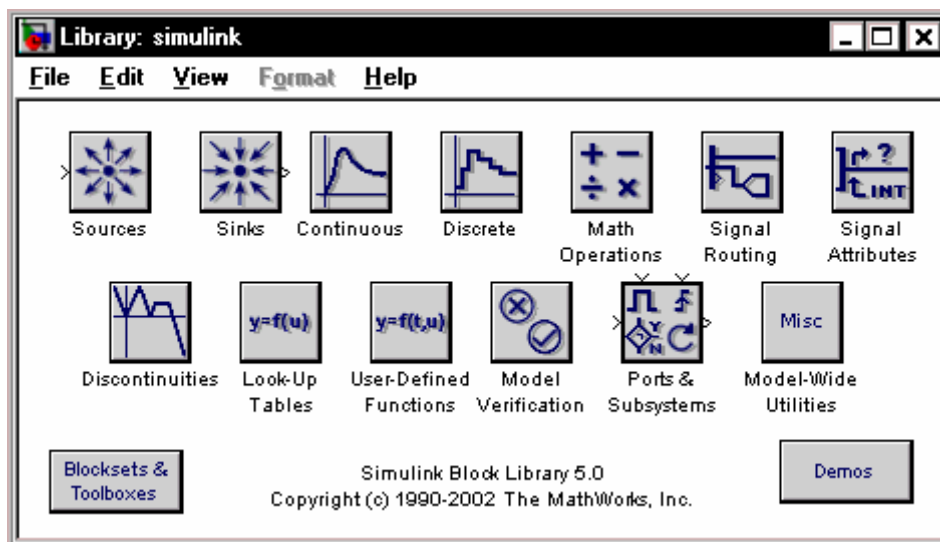 Library: simulink
File Edit View Format Help
Sources
Sinks
Continuous
Discrete
Math
Operations
Signal
Routing
? INT
Signal
Attributes
Discontinuities
y=f(u)
Look-Up
Tables
y=f(t,u)
User-Defined
Functions
Model
Verification
Y
N
Ports &
Subsystems
Misc
Model-Wide
Utilities
Blocksets &
Toolboxes
Simulink Block Library 5.0
Copyright (c) 1990-2002 The MathWorks, Inc.
Demos